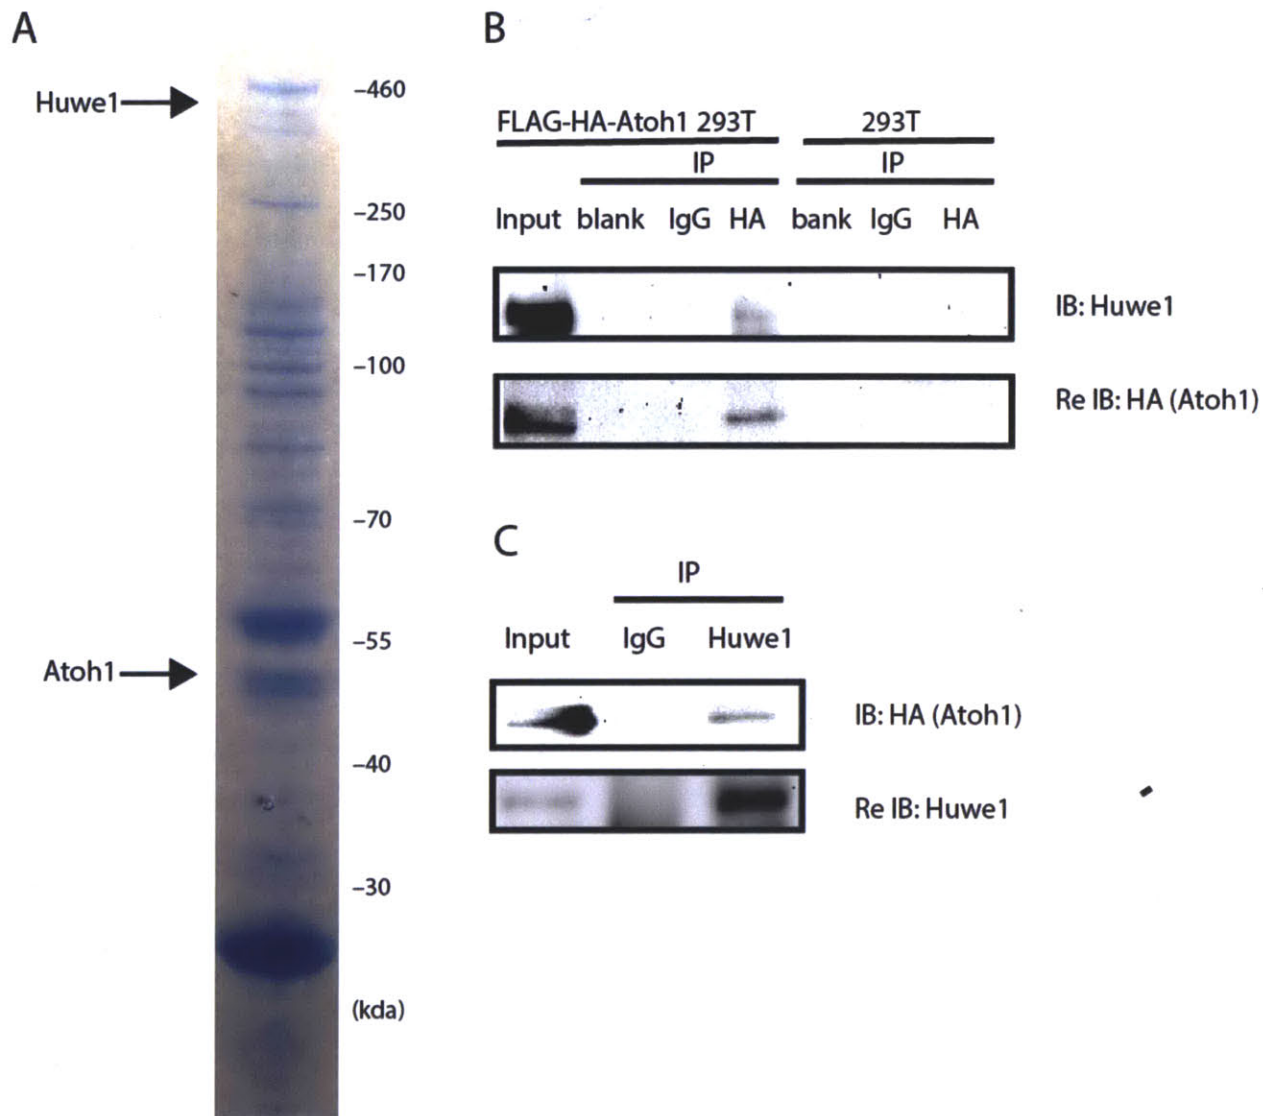 A
Huwe1
Atoh1
–460
–250
–170
–100
–70
–55
–40
–30
(kda)
B
FLAG-HA-Atoh1 293T
293T
IP
IP
Input blank IgG HA bank IgG HA
IB: Huwe1
Re IB: HA (Atoh1)
C
IP
Input IgG Huwe1
IB: HA (Atoh1)
Re IB: Huwe1